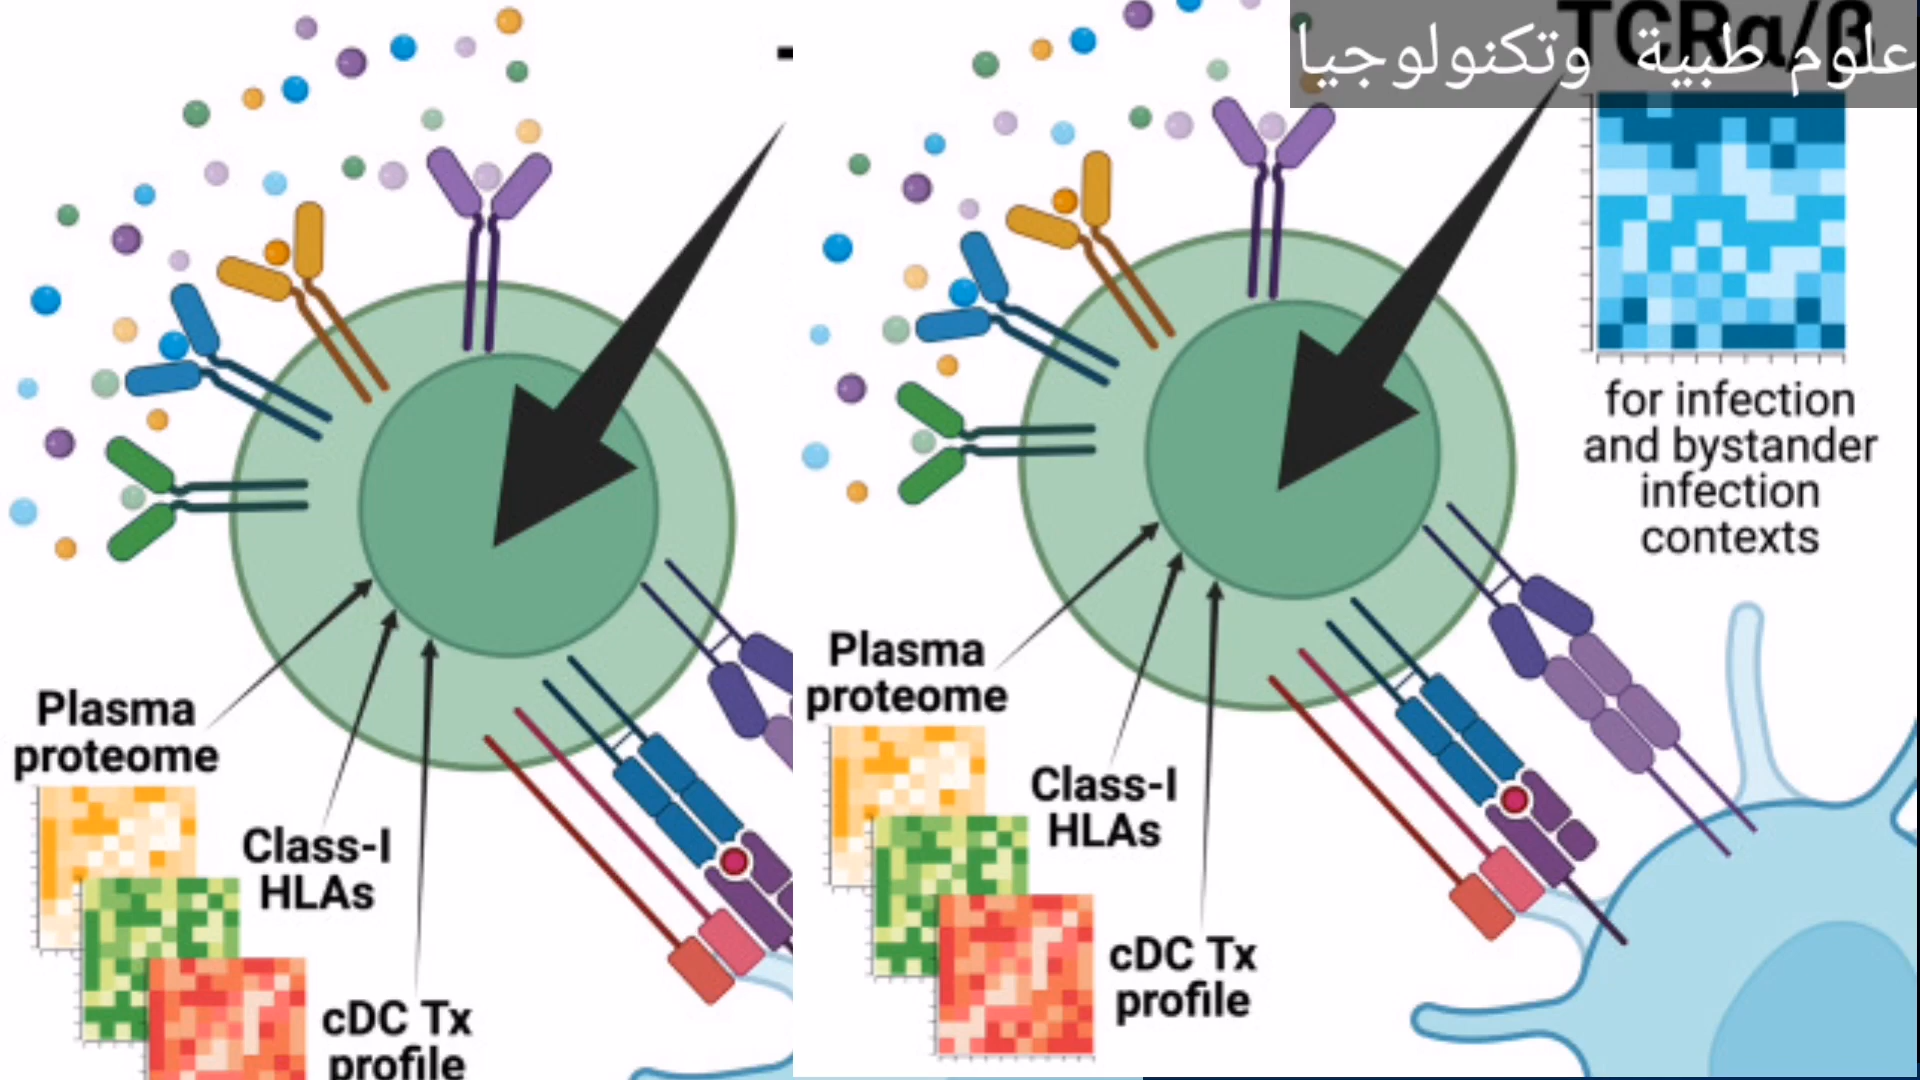 Plasma
proteome
Class-I
HLAs
cDC Tx
profile
TCRα/β
علوم طبية وتكنولوجيا
for infection
and bystander
infection
contexts
Plasma
proteome
Class-I
HLAs
cDC Tx
profile